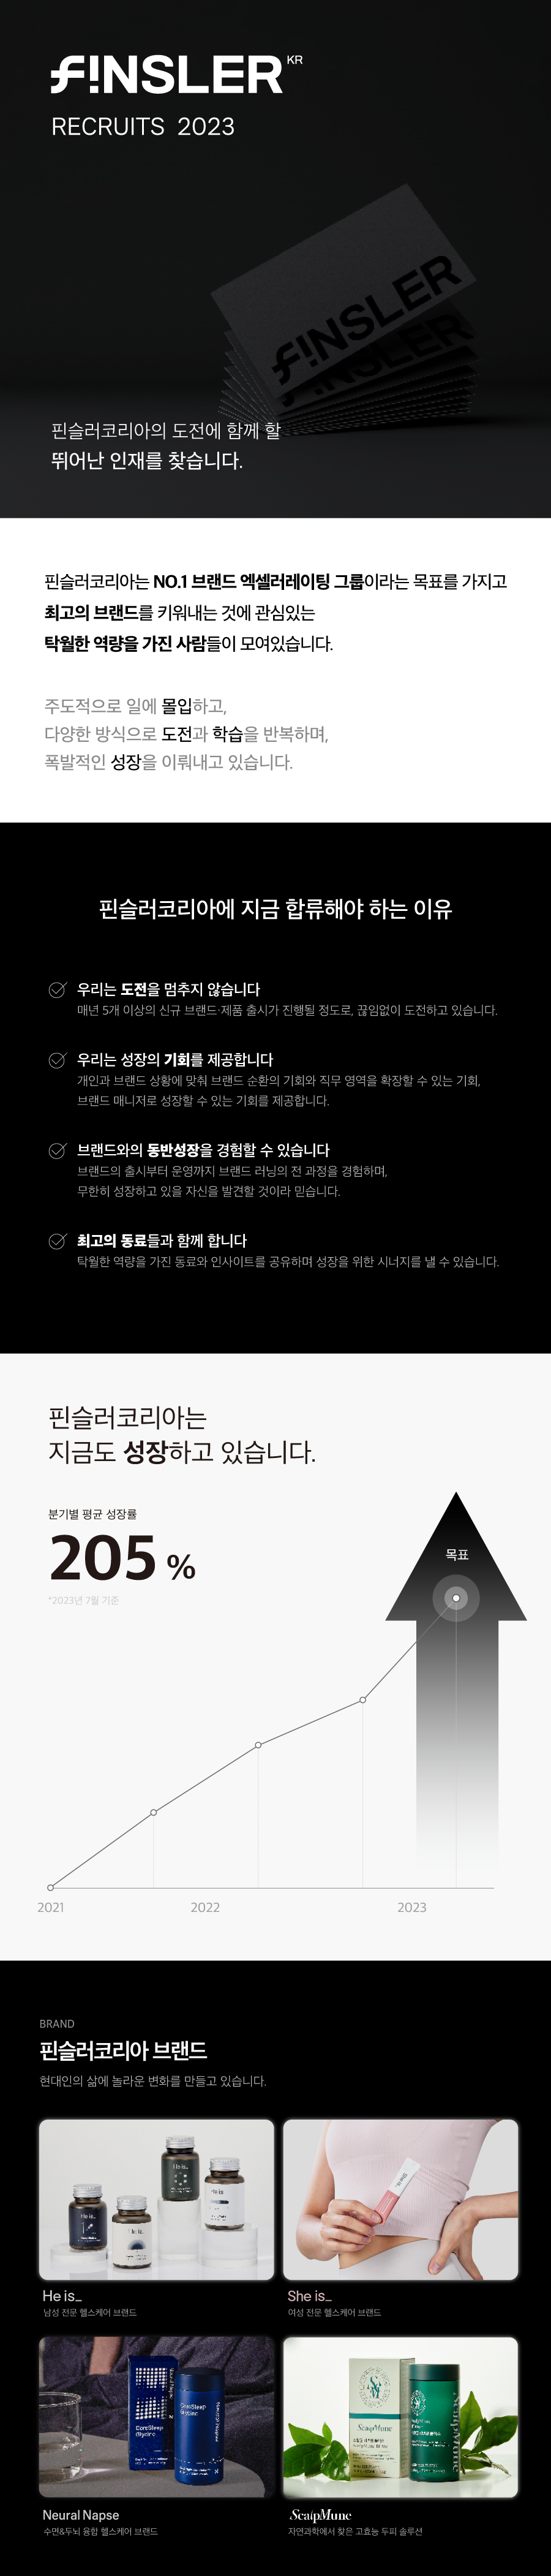 FINSLER KR
RECRUITS 2023
FINSLER
FINSLER
핀슬러코리아의 도전에 함께 할
뛰어난 인재를 찾습니다.
핀슬러코리아는 NO.1 브랜드 엑셀러레이팅 그룹이라는 목표를 가지고
최고의 브랜드를 키워내는 것에 관심있는
탁월한 역량을 가진 사람들이 모여있습니다.
주도적으로 일에 몰입하고,
다양한 방식으로 도전과 학습을 반복하며,
폭발적인 성장을 이뤄내고 있습니다.
핀슬러코리아에 지금 합류해야 하는 이유
우리는 도전을 멈추지 않습니다
매년 5개 이상의 신규 브랜드·제품 출시가 진행될 정도로, 끊임없이 도전하고 있습니다.
우리는 성장의 기회를 제공합니다
개인과 브랜드 상황에 맞춰 브랜드 순환의 기회와 직무 영역을 확장할 수 있는 기회,
브랜드 매니저로 성장할 수 있는 기회를 제공합니다.
브랜드와의 동반성장을 경험할 수 있습니다
브랜드의 출시부터 운영까지 브랜드 러닝의 전 과정을 경험하며,
무한히 성장하고 있을 자신을 발견할 것이라 믿습니다.
최고의 동료들과 함께 합니다
탁월한 역량을 가진 동료와 인사이트를 공유하며 성장을 위한 시너지를 낼 수 있습니다.
핀슬러코리아는
지금도 성장하고 있습니다.
분기별 평균 성장률
205 %
*2023년 7월 기준
목표
2021 2022 2023
BRAND
핀슬러코리아 브랜드
현대인의 삶에 놀라운 변화를 만들고 있습니다.
He is_
He is_
He is_
He is_
She is_
He is_
남성 전문 헬스케어 브랜드
She is_
여성 전문 헬스케어 브랜드
CoreSleep
Hydro
CoreSleep
Hydro
ScalpMune
Neural Napse
수면&두뇌 융합 헬스케어 브랜드
ScalpMune
자연과학에서 찾은 고효능 두피 솔루션